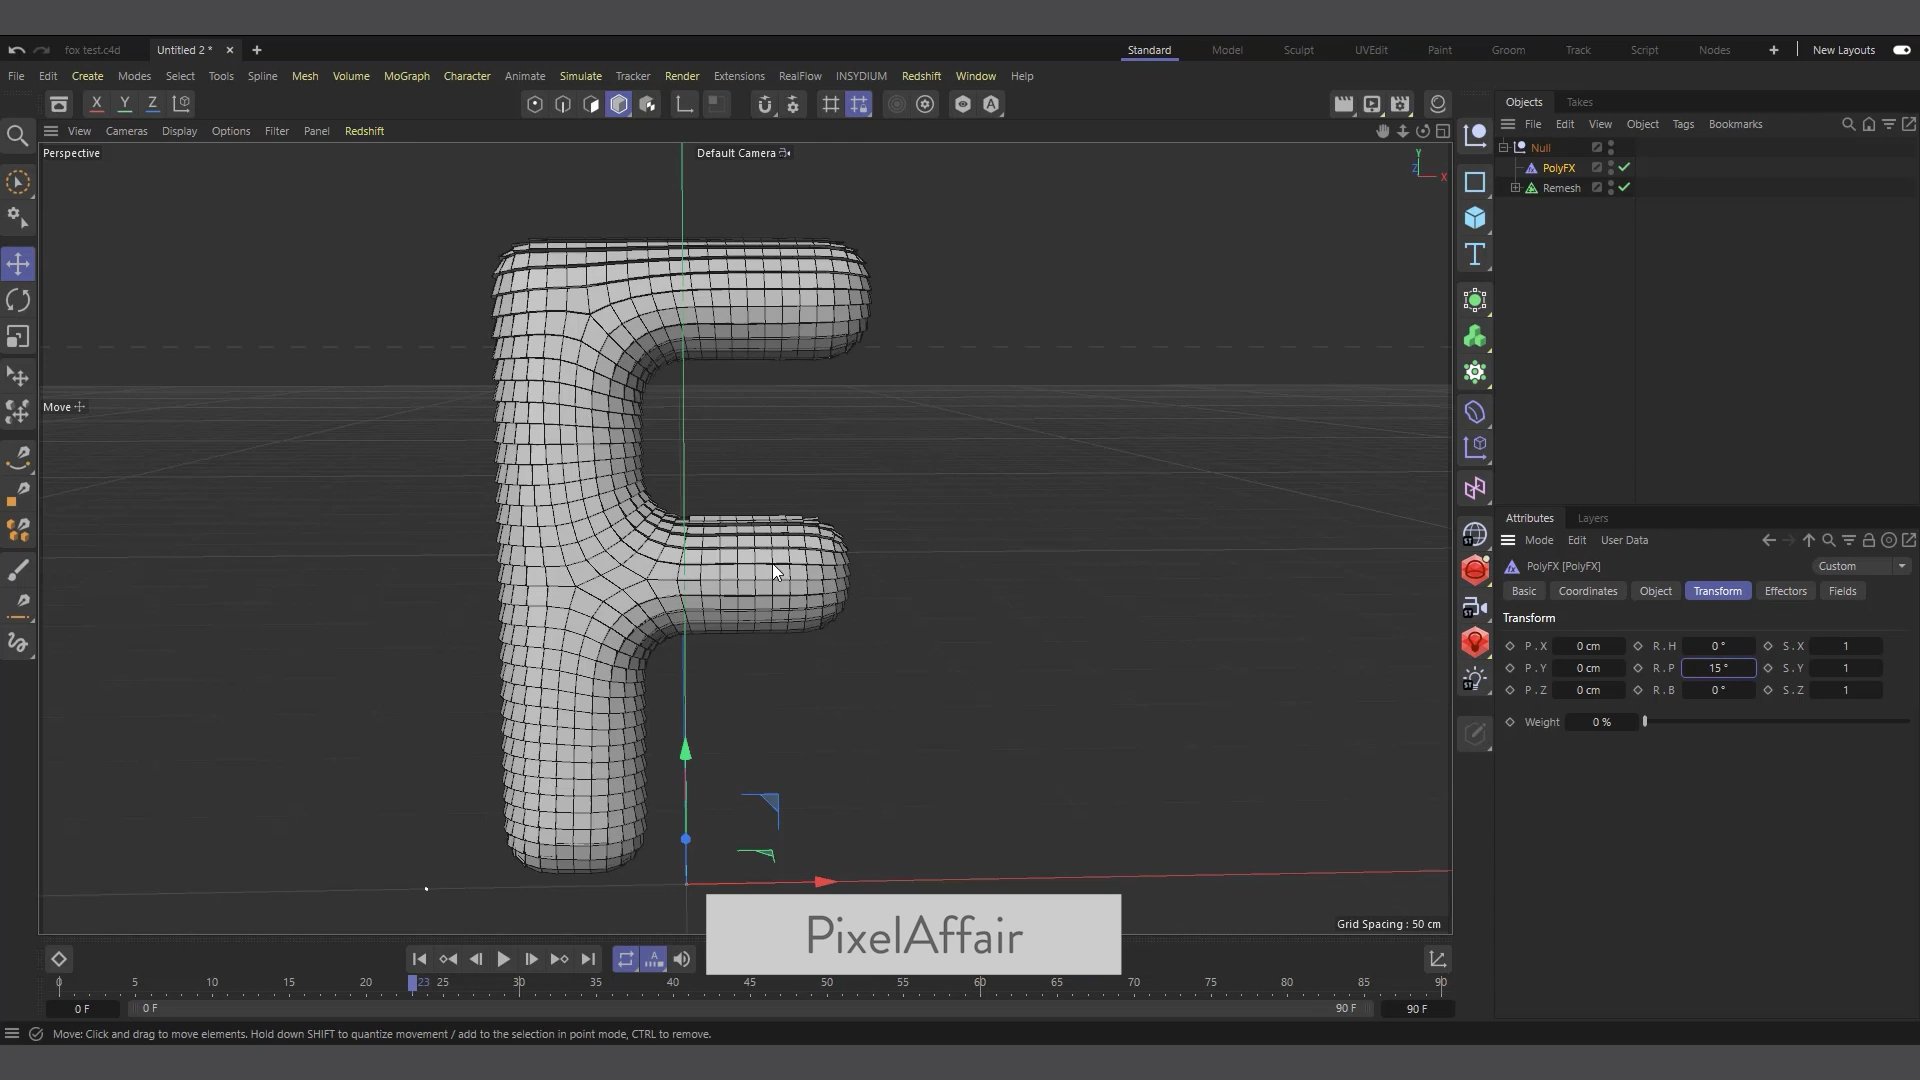 fox test.c4d Untitled 2 * Standard Model Sculpt UVEdit Paint Groom Track Script Nodes New Layouts
File Edit Create Modes Select Tools Spline Mesh Volume MoGraph Character Animate Simulate Tracker Render Extensions RealFlow INSYDIUM Redshift Window Help
X Y Z
View Cameras Display Options Filter Panel Redshift
Perspective
Default Camera
Y
Z
X
Move
Grid Spacing : 50 cm
PixelAffair
Objects Takes
File Edit View Object Tags Bookmarks
Null
PolyFX
Remesh
Attributes Layers
Mode Edit User Data
PolyFX [PolyFX] Custom
Basic Coordinates Object Transform Effectors Fields
Transform
P . X 0 cm R . H 0 ° S . X 1
P . Y 0 cm R . P 15 ° S . Y 1
P . Z 0 cm R . B 0 ° S . Z 1
Weight 0 %
0 5 10 15 20 23 25 30 35 40 45 50 55 60 65 70 75 80 85 90
0 F 0 F 90 F 90 F
Move: Click and drag to move elements. Hold down SHIFT to quantize movement / add to the selection in point mode, CTRL to remove.